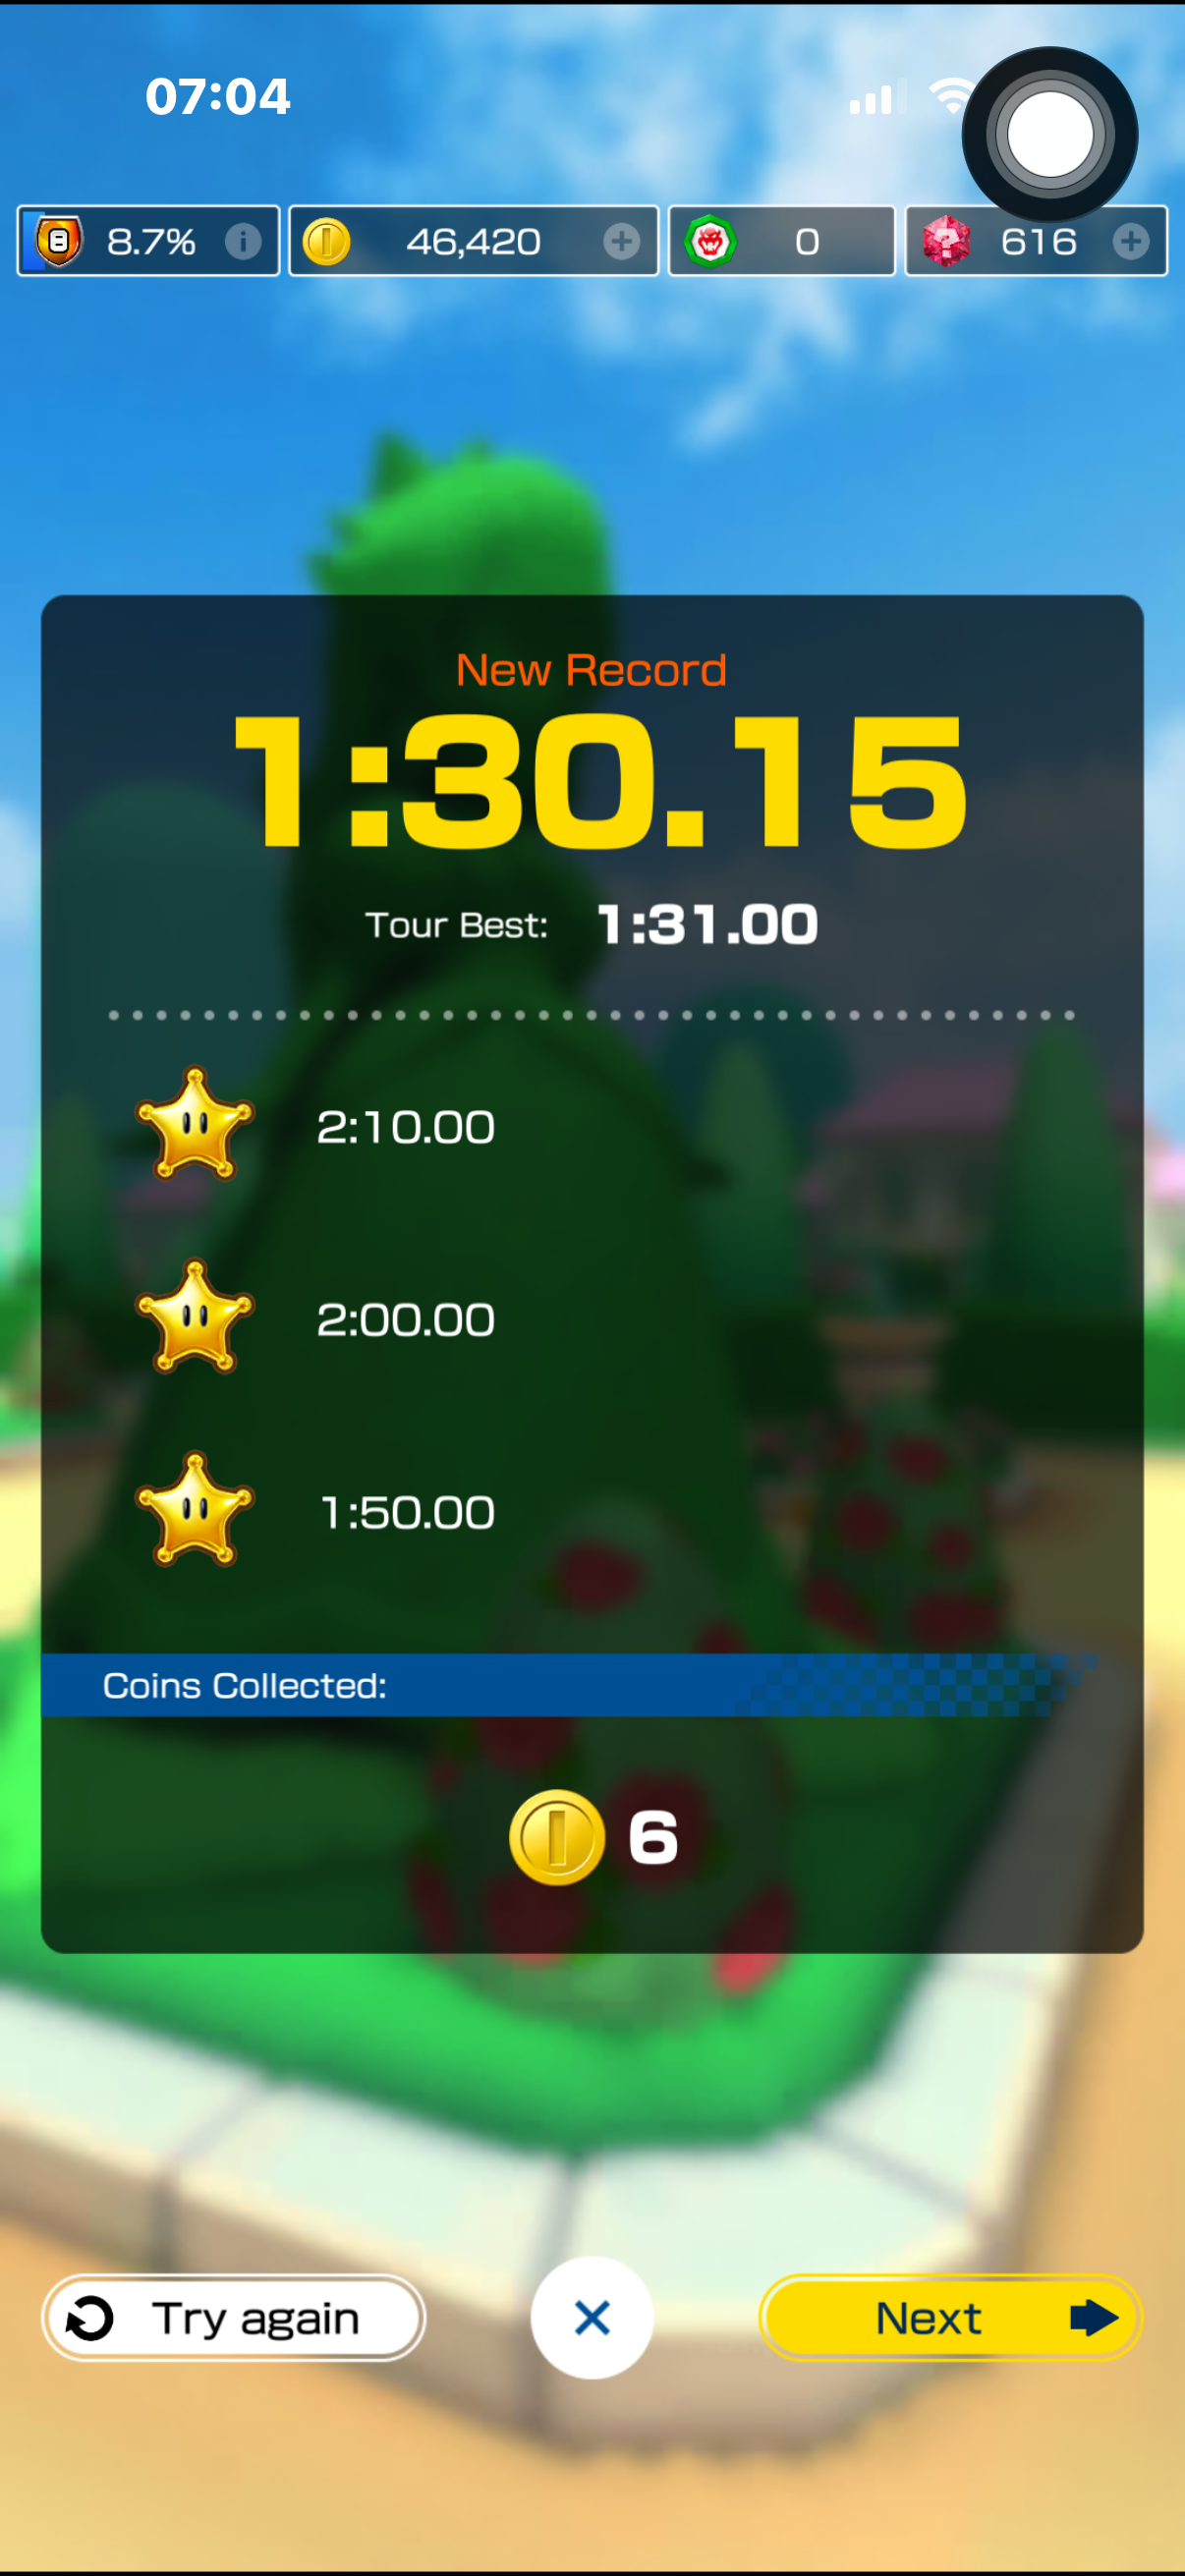 07:04
8 8.7% i 46,420 + 0 ? 616 +
New Record
1:30.15
Tour Best: 1:31.00
2:10.00
2:00.00
1:50.00
Coins Collected:
6
Try again × Next